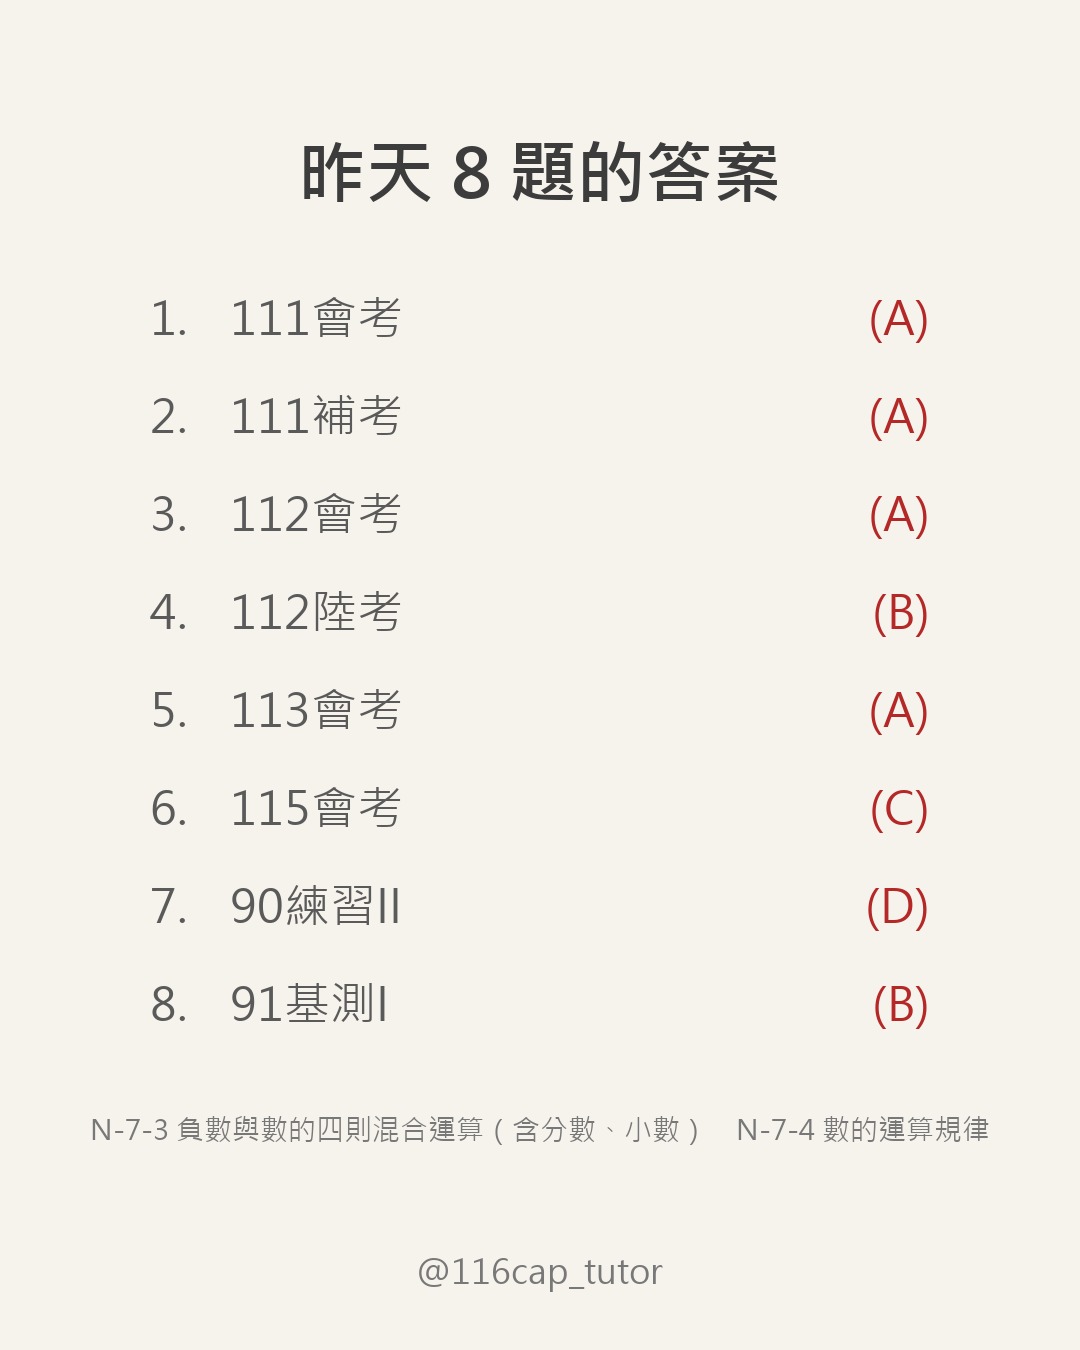 昨天 8 題的答案
1. 111會考 (A)
2. 111補考 (A)
3. 112會考 (A)
4. 112陸考 (B)
5. 113會考 (A)
6. 115會考 (C)
7. 90練習II (D)
8. 91基測I (B)
N-7-3 負數與數的四則混合運算（含分數、小數） N-7-4 數的運算規律
@116cap_tutor